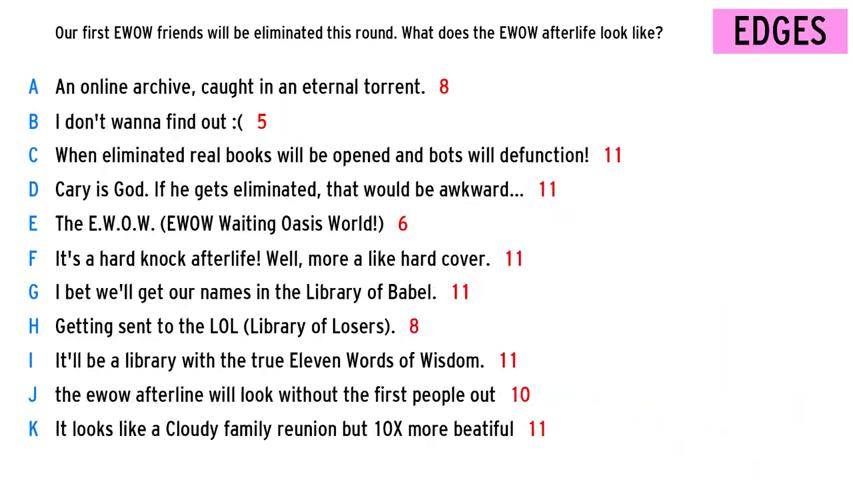 Our first EWOW friends will be eliminated this round. What does the EWOW afterlife look like?
EDGES
A An online archive, caught in an eternal torrent. 8
B I don't wanna find out :( 5
C When eliminated real books will be opened and bots will defunction! 11
D Cary is God. If he gets eliminated, that would be awkward... 11
E The E.W.O.W. (EWOW Waiting Oasis World!) 6
F It's a hard knock afterlife! Well, more a like hard cover. 11
G I bet we'll get our names in the Library of Babel. 11
H Getting sent to the LOL (Library of Losers). 8
I It'll be a library with the true Eleven Words of Wisdom. 11
J the ewow afterline will look without the first people out 10
K It looks like a Cloudy family reunion but 10X more beatiful 11